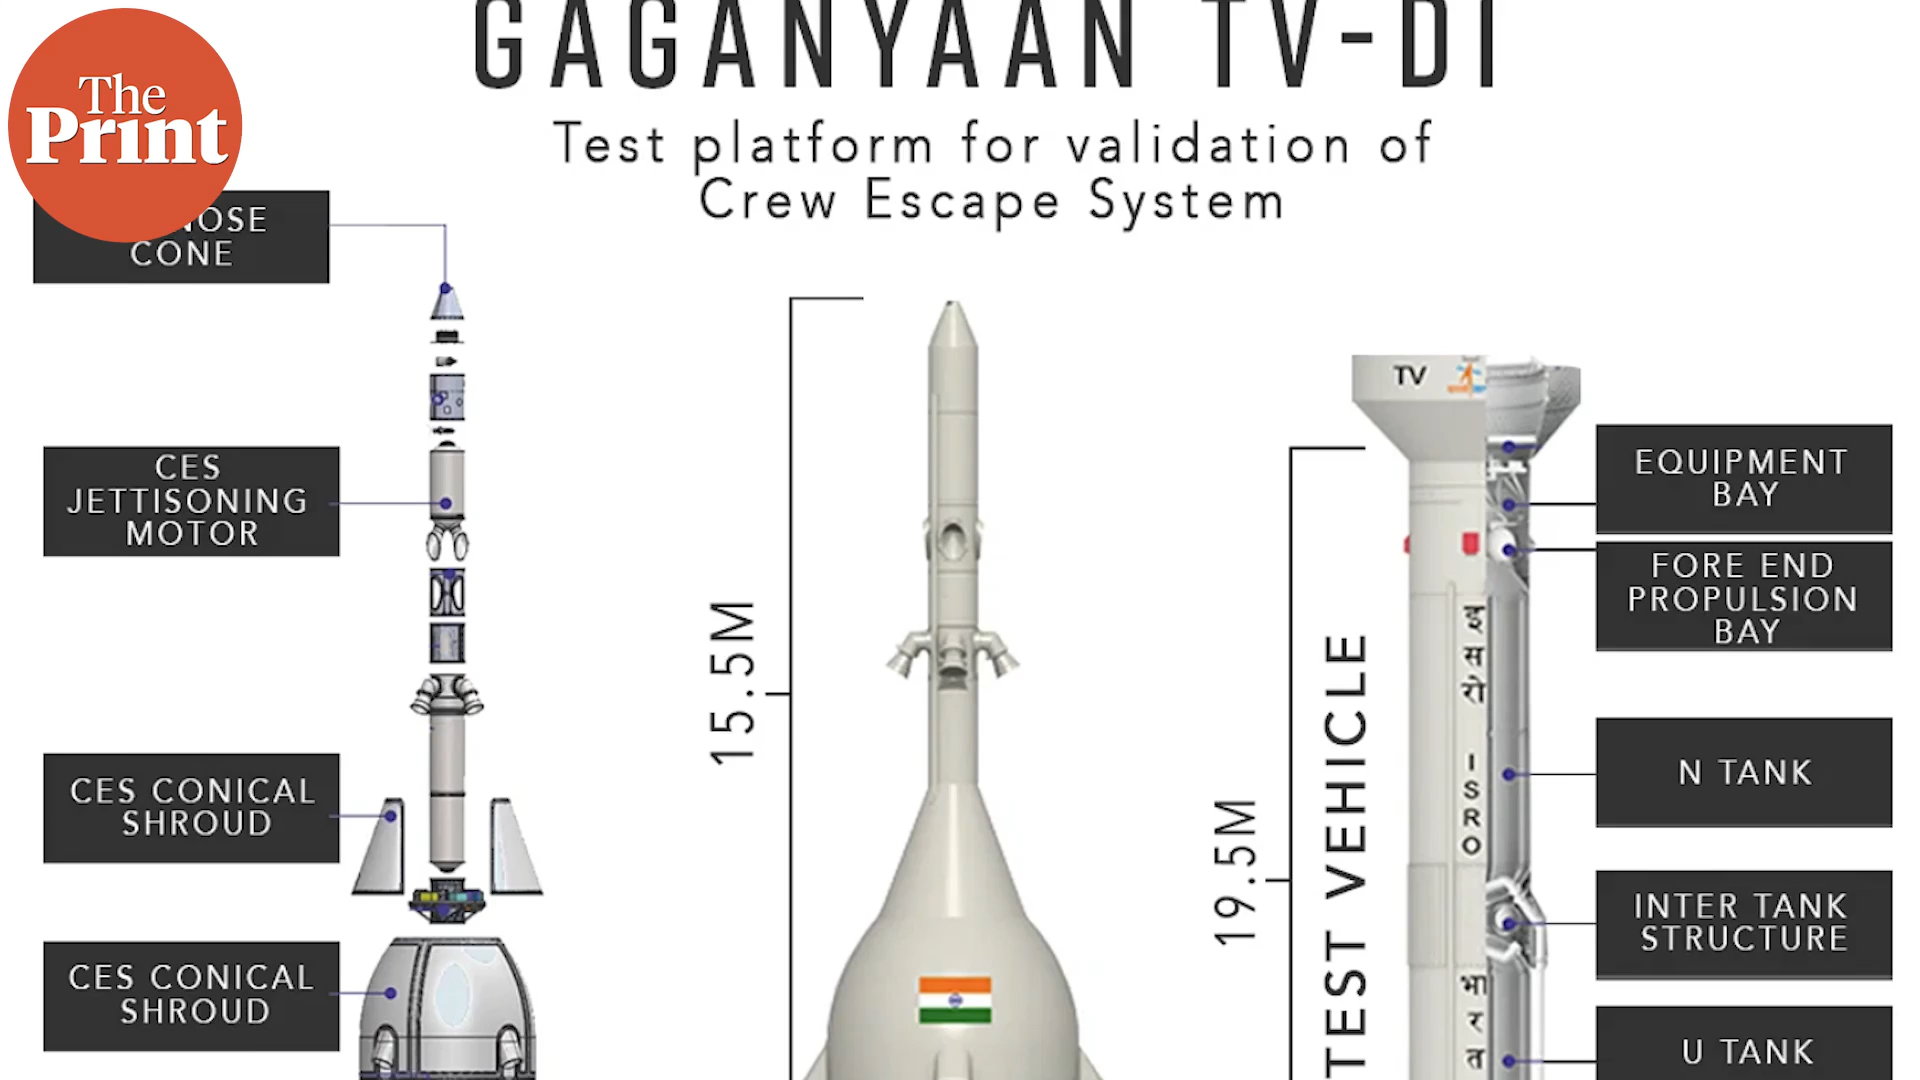 The
Print
GAGANYAAN TV-D1
Test platform for validation of
Crew Escape System
NOSE
CONE
CES
JETTISONING
MOTOR
CES CONICAL
SHROUD
CES CONICAL
SHROUD
15.5M
19.5M
TEST VEHICLE
TV
इसरो
ISRO
भारत
EQUIPMENT
BAY
FORE END
PROPULSION
BAY
N TANK
INTER TANK
STRUCTURE
U TANK